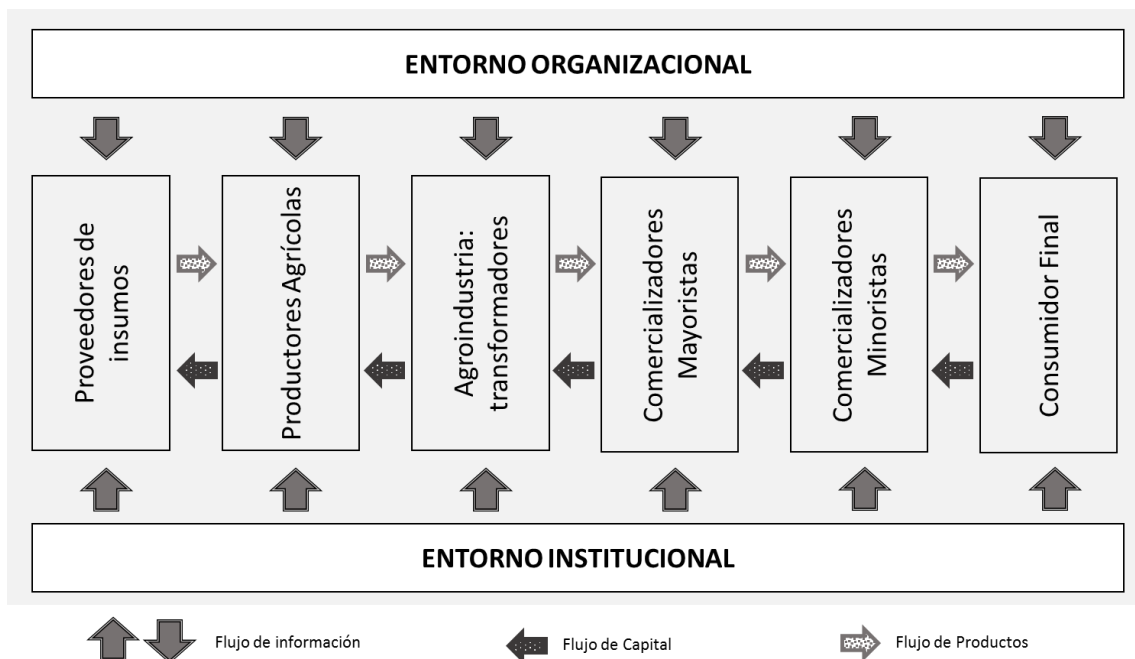 ENTORNO ORGANIZACIONAL
Proveedores de
insumos
Productores Agrícolas
Agroindustria:
transformadores
Comercializadores
Mayoristas
Comercializadores
Minoristas
Consumidor Final
ENTORNO INSTITUCIONAL
Flujo de información
Flujo de Capital
Flujo de Productos